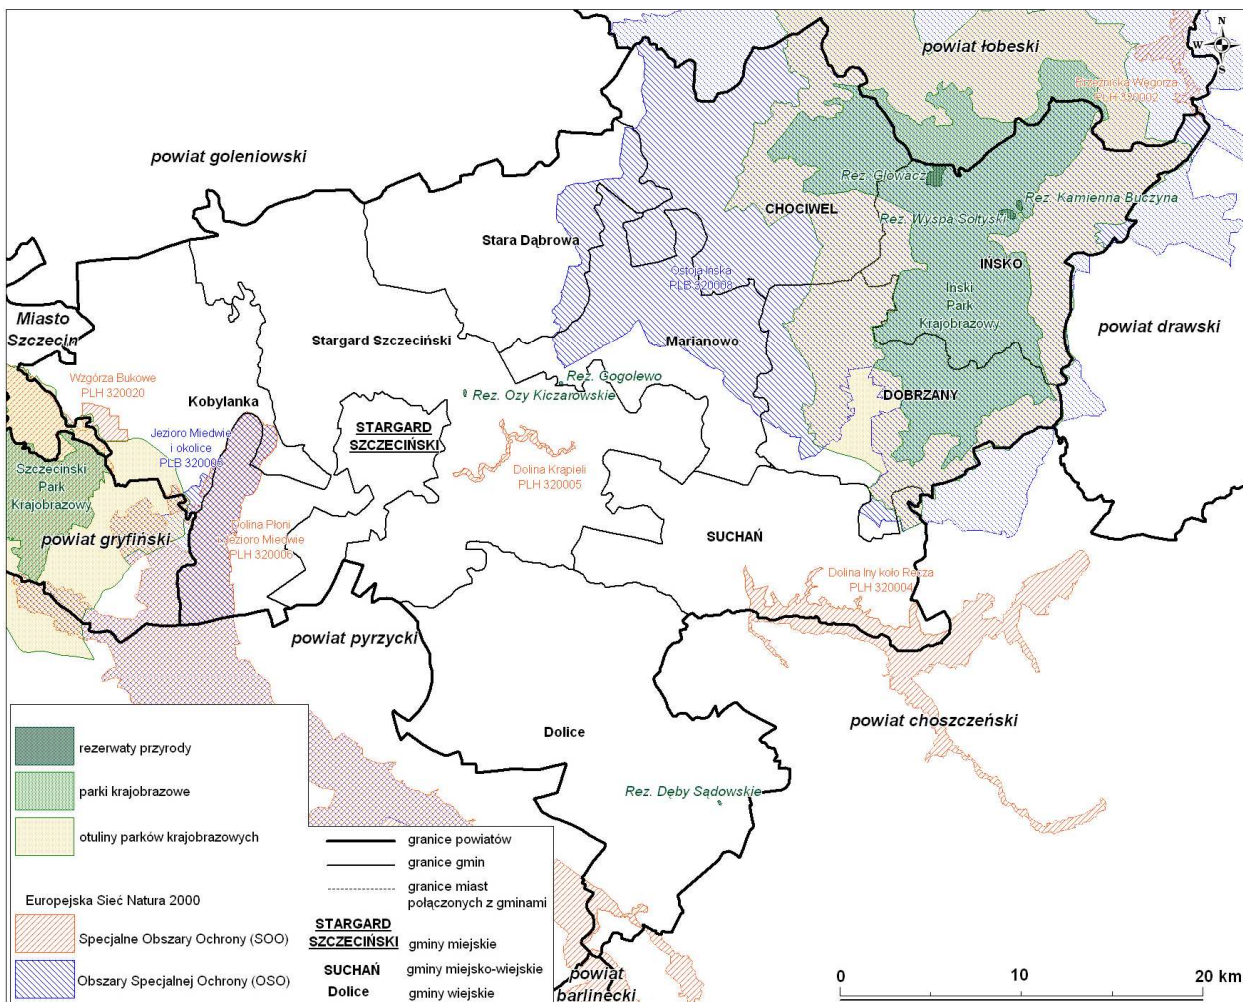 powiat łobeski
N
W
S
Brzeźnicka Węgorza
PLH 320002
powiat goleniowski
Rez. Głowacz
Rez. Kamienna Buczyna
CHOCIWEL
Rez. Wyspa Sołtyski
Stara Dąbrowa
Ostoja Ińska
PLB 320008
IŃSKO
Iński
Park
Krajobrazowy
powiat drawski
Miasto
Szczecin
Stargard Szczeciński
Marianowo
Wzgórza Bukowe
PLH 320020
Rez. Gogolewo
Rez. Ozy Kiczarowskie
DOBRZANY
Kobylanka
STARGARD
SZCZECIŃSKI
Jezioro Miedwie
i okolice
PLB 320005
Szczeciński
Park
Krajobrazowy
Dolina Krąpieli
PLH 320005
powiat gryfiński
Dolina Płoni
i Jezioro Miedwie
PLH 320006
SUCHAŃ
Dolina Iny koło Recza
PLH 320004
powiat pyrzycki
powiat choszczeński
Dolice
Rez. Dęby Sądowskie
rezerwaty przyrody
parki krajobrazowe
otuliny parków krajobrazowych
Europejska Sieć Natura 2000
Specjalne Obszary Ochrony (SOO)
Obszary Specjalnej Ochrony (OSO)
granice powiatów
granice gmin
granice miast
połączonych z gminami
STARGARD
SZCZECIŃSKI
gminy miejskie
SUCHAŃ
gminy miejsko-wiejskie
Dolice
gminy wiejskie
powiat
barlinecki
0
10
20 km